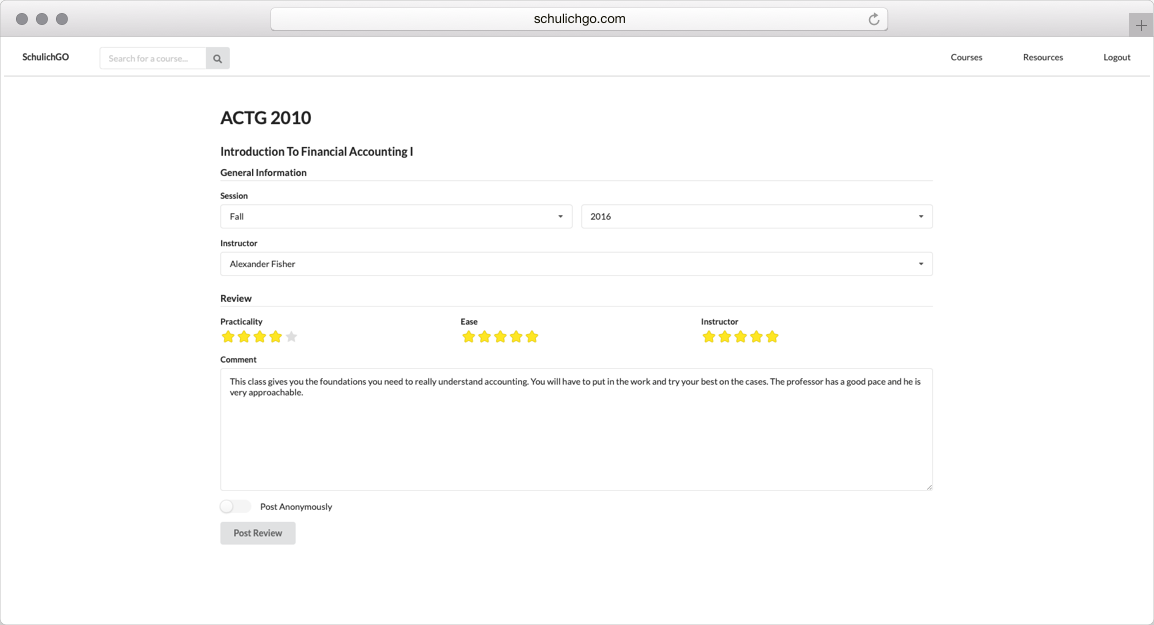 schulichgo.com
SchulichGO
Search for a course...
Courses
Resources
Logout
ACTG 2010
Introduction To Financial Accounting I
General Information
Session
Fall
2016
Instructor
Alexander Fisher
Review
Practicality
Ease
Instructor
Comment
This class gives you the foundations you need to really understand accounting. You will have to put in the work and try your best on the cases. The professor has a good pace and he is
very approachable.
Post Anonymously
Post Review